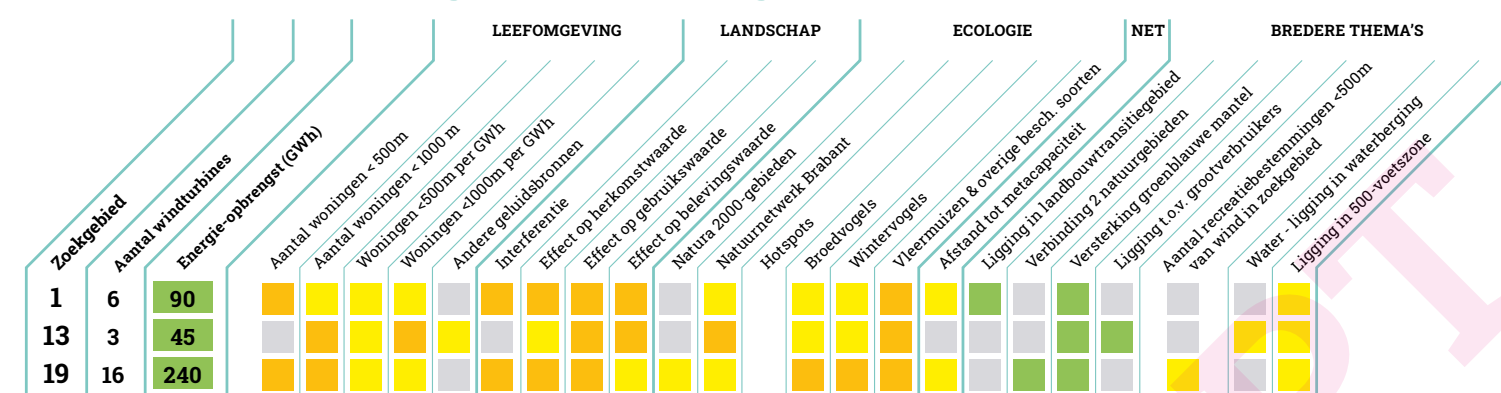 LEEFOMGEVING LANDSCHAP ECOLOGIE NET BREDERE THEMA'S
Zoekgebied
Aantal windturbines
Energie-opbrengst (GWh)
Aantal woningen < 500m
Aantal woningen < 1000 m
Woningen <500m per GWh
Woningen <1000m per GWh
Andere geluidsbronnen
Interferentie
Effect op herkomstwaarde
Effect op gebruikswaarde
Effect op belevingswaarde
Natura 2000-gebieden
Natuurnetwerk Brabant
Hotspots
Broedvogels
Wintervogels
Vleermuizen & overige besch. soorten
Afstand tot metacapaciteit
Ligging in landbouwtransitiegebied
Verbinding 2 natuurgebieden
Versterking groenblauwe mantel
Ligging t.o.v. grootverbruikers
Aantal recreatiebestemmingen <500m
van wind in zoekgebied
Water - ligging in waterberging
Ligging in 500-voetszone
1 6 90
13 3 45
19 16 240
PT